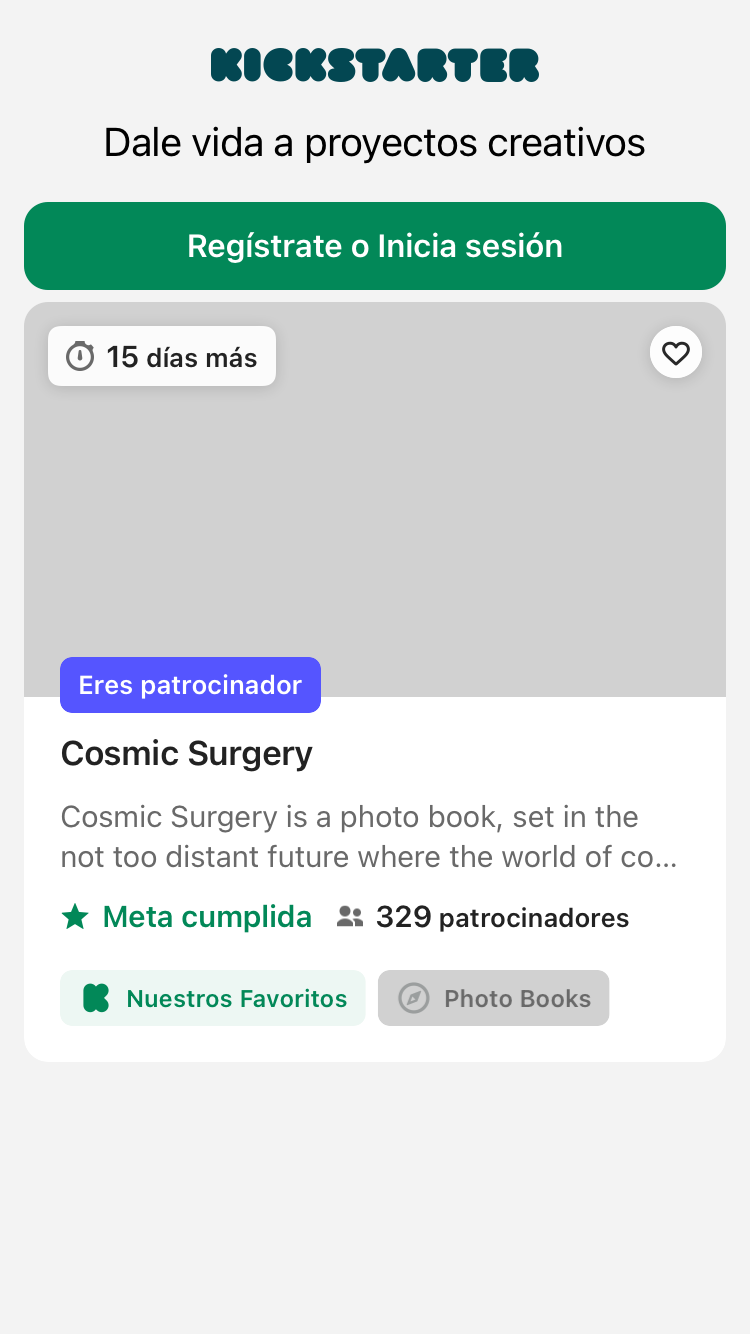 KICKSTARTER
Dale vida a proyectos creativos
Regístrate o Inicia sesión
15 días más
Eres patrocinador
Cosmic Surgery
Cosmic Surgery is a photo book, set in the
not too distant future where the world of co...
Meta cumplida 329 patrocinadores
Nuestros Favoritos Photo Books